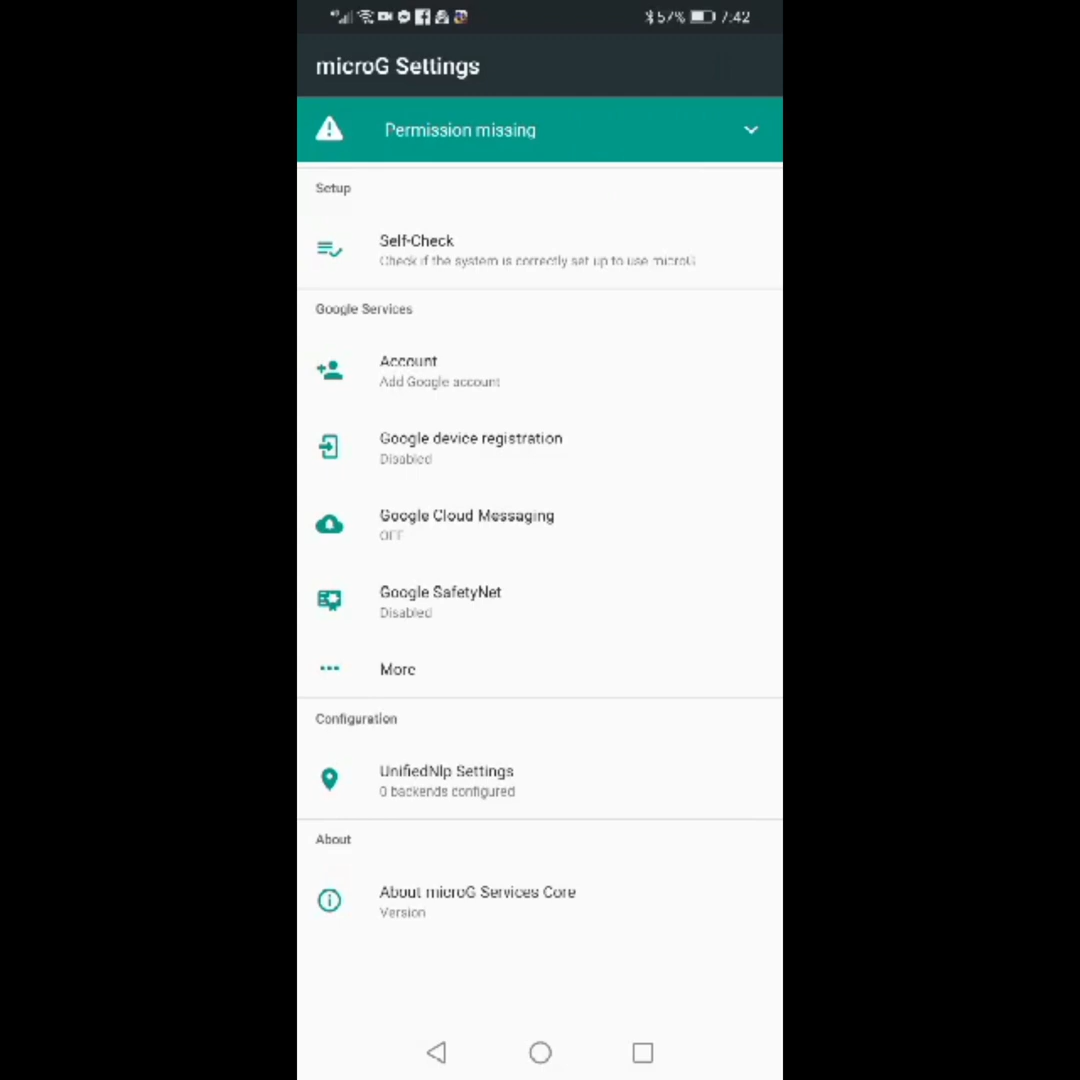 57% 7:42
microG Settings
Permission missing
Setup
Self-Check
Check if the system is correctly set up to use microG
Google Services
Account
Add Google account
Google device registration
Disabled
Google Cloud Messaging
OFF
Google SafetyNet
Disabled
More
Configuration
UnifiedNlp Settings
0 backends configured
About
About microG Services Core
Version